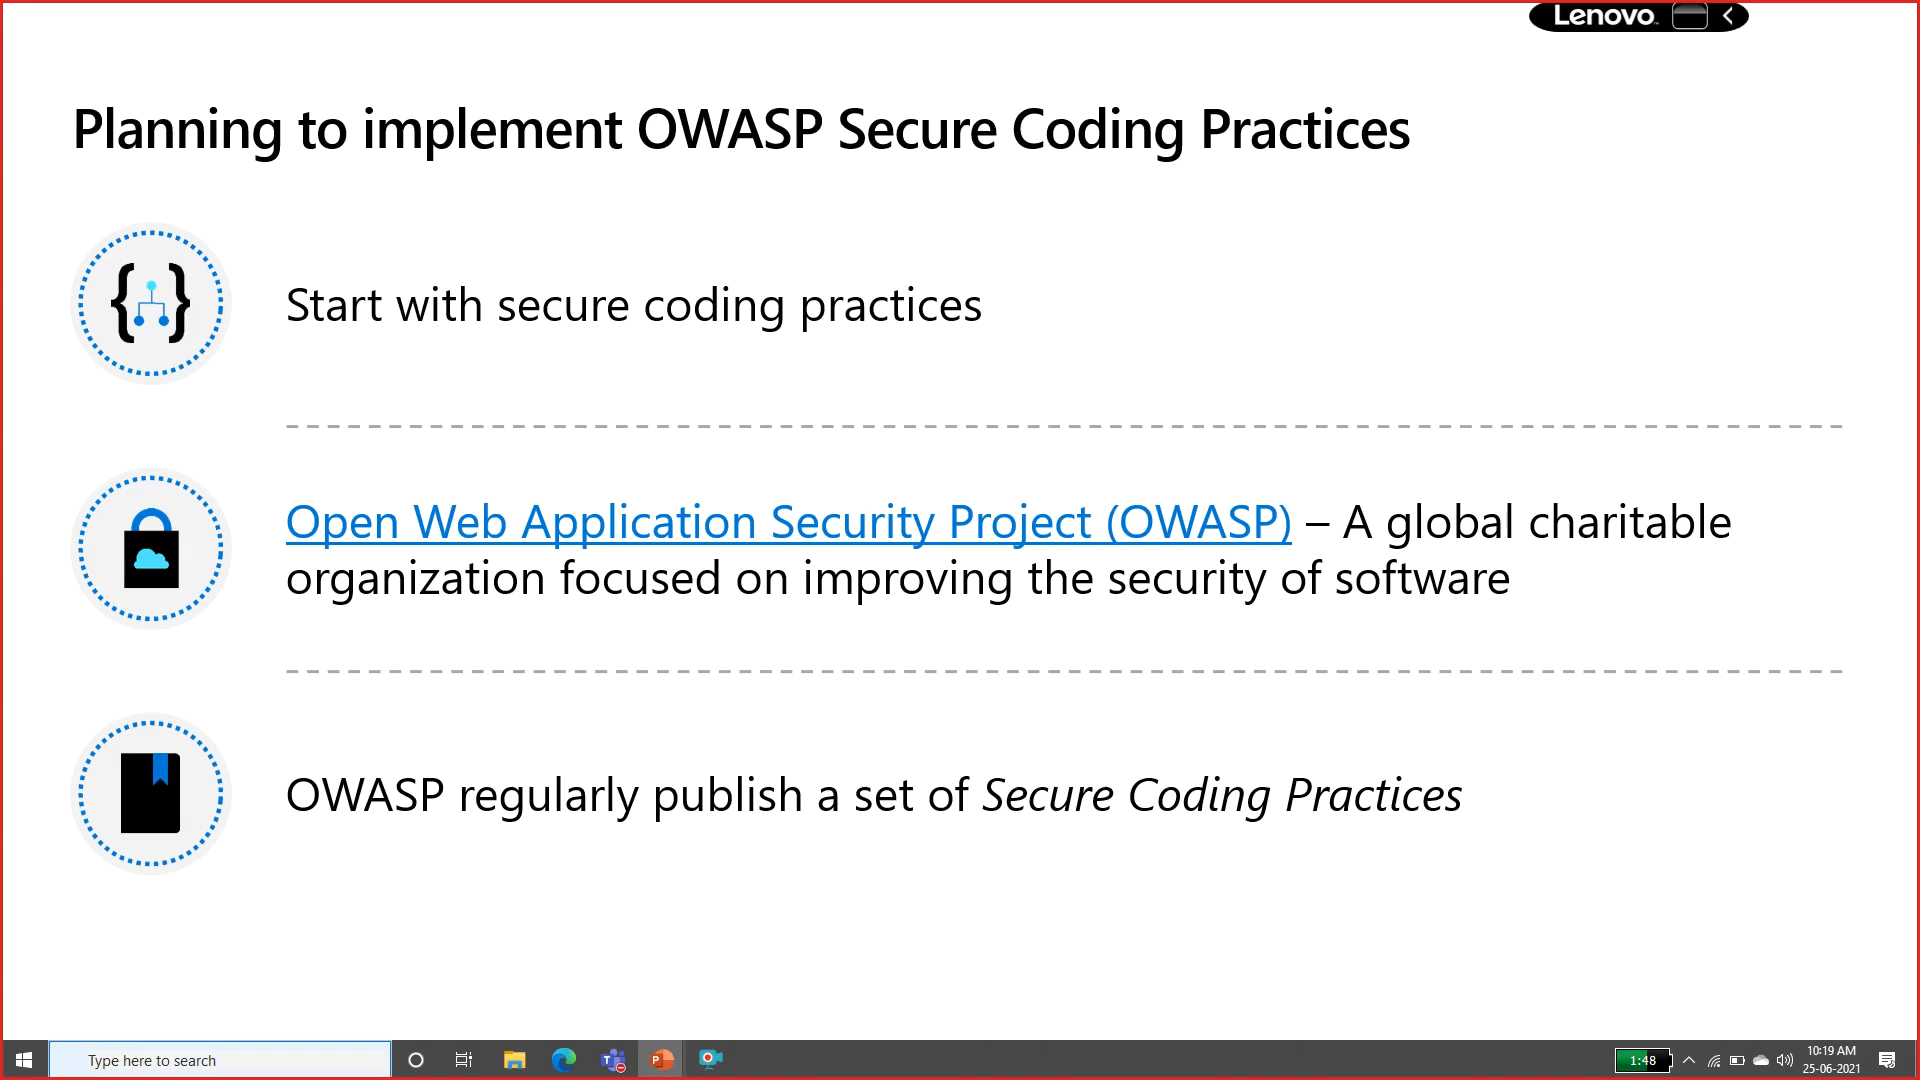 Lenovo
Planning to implement OWASP Secure Coding Practices
Start with secure coding practices
Open Web Application Security Project (OWASP) – A global charitable
organization focused on improving the security of software
OWASP regularly publish a set of Secure Coding Practices
Type here to search
1:48
10:19 AM
25-06-2021